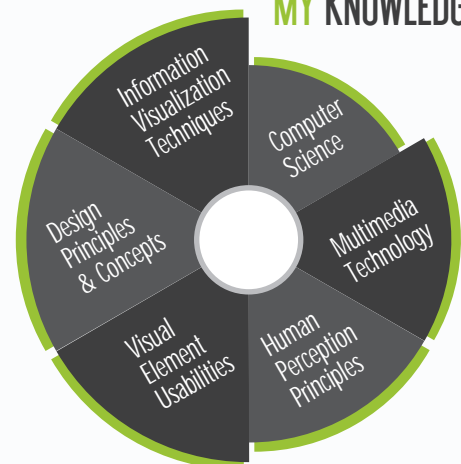 MY KNOWLEDG
Information
Visualization
Techniques
Computer
Science
Design
Principles
& Concepts
Multimedia
Technology
Visual
Element
Usabilities
Human
Perception
Principles